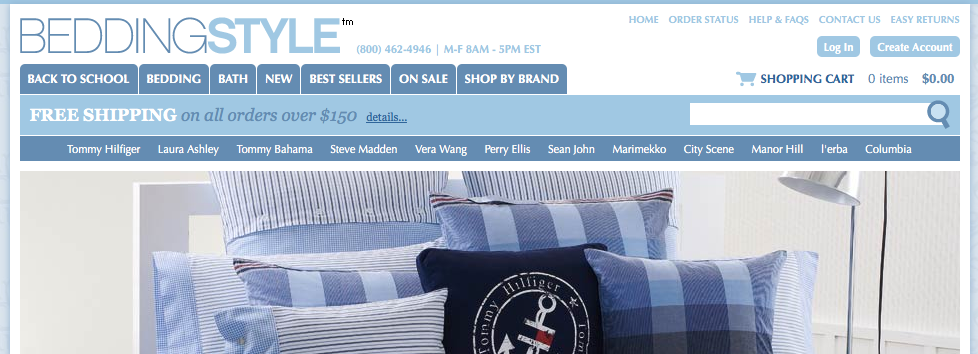 BEDDINGSTYLE™
HOME ORDER STATUS HELP & FAQS CONTACT US EASY RETURNS
(800) 462-4946 | M-F 8AM - 5PM EST
Log In Create Account
BACK TO SCHOOL BEDDING BATH NEW BEST SELLERS ON SALE SHOP BY BRAND
SHOPPING CART 0 items $0.00
FREE SHIPPING on all orders over $150 details...
Tommy Hilfiger Laura Ashley Tommy Bahama Steve Madden Vera Wang Perry Ellis Sean John Marimekko City Scene Manor Hill l'erba Columbia
Tommy Hilfiger ★ Tom